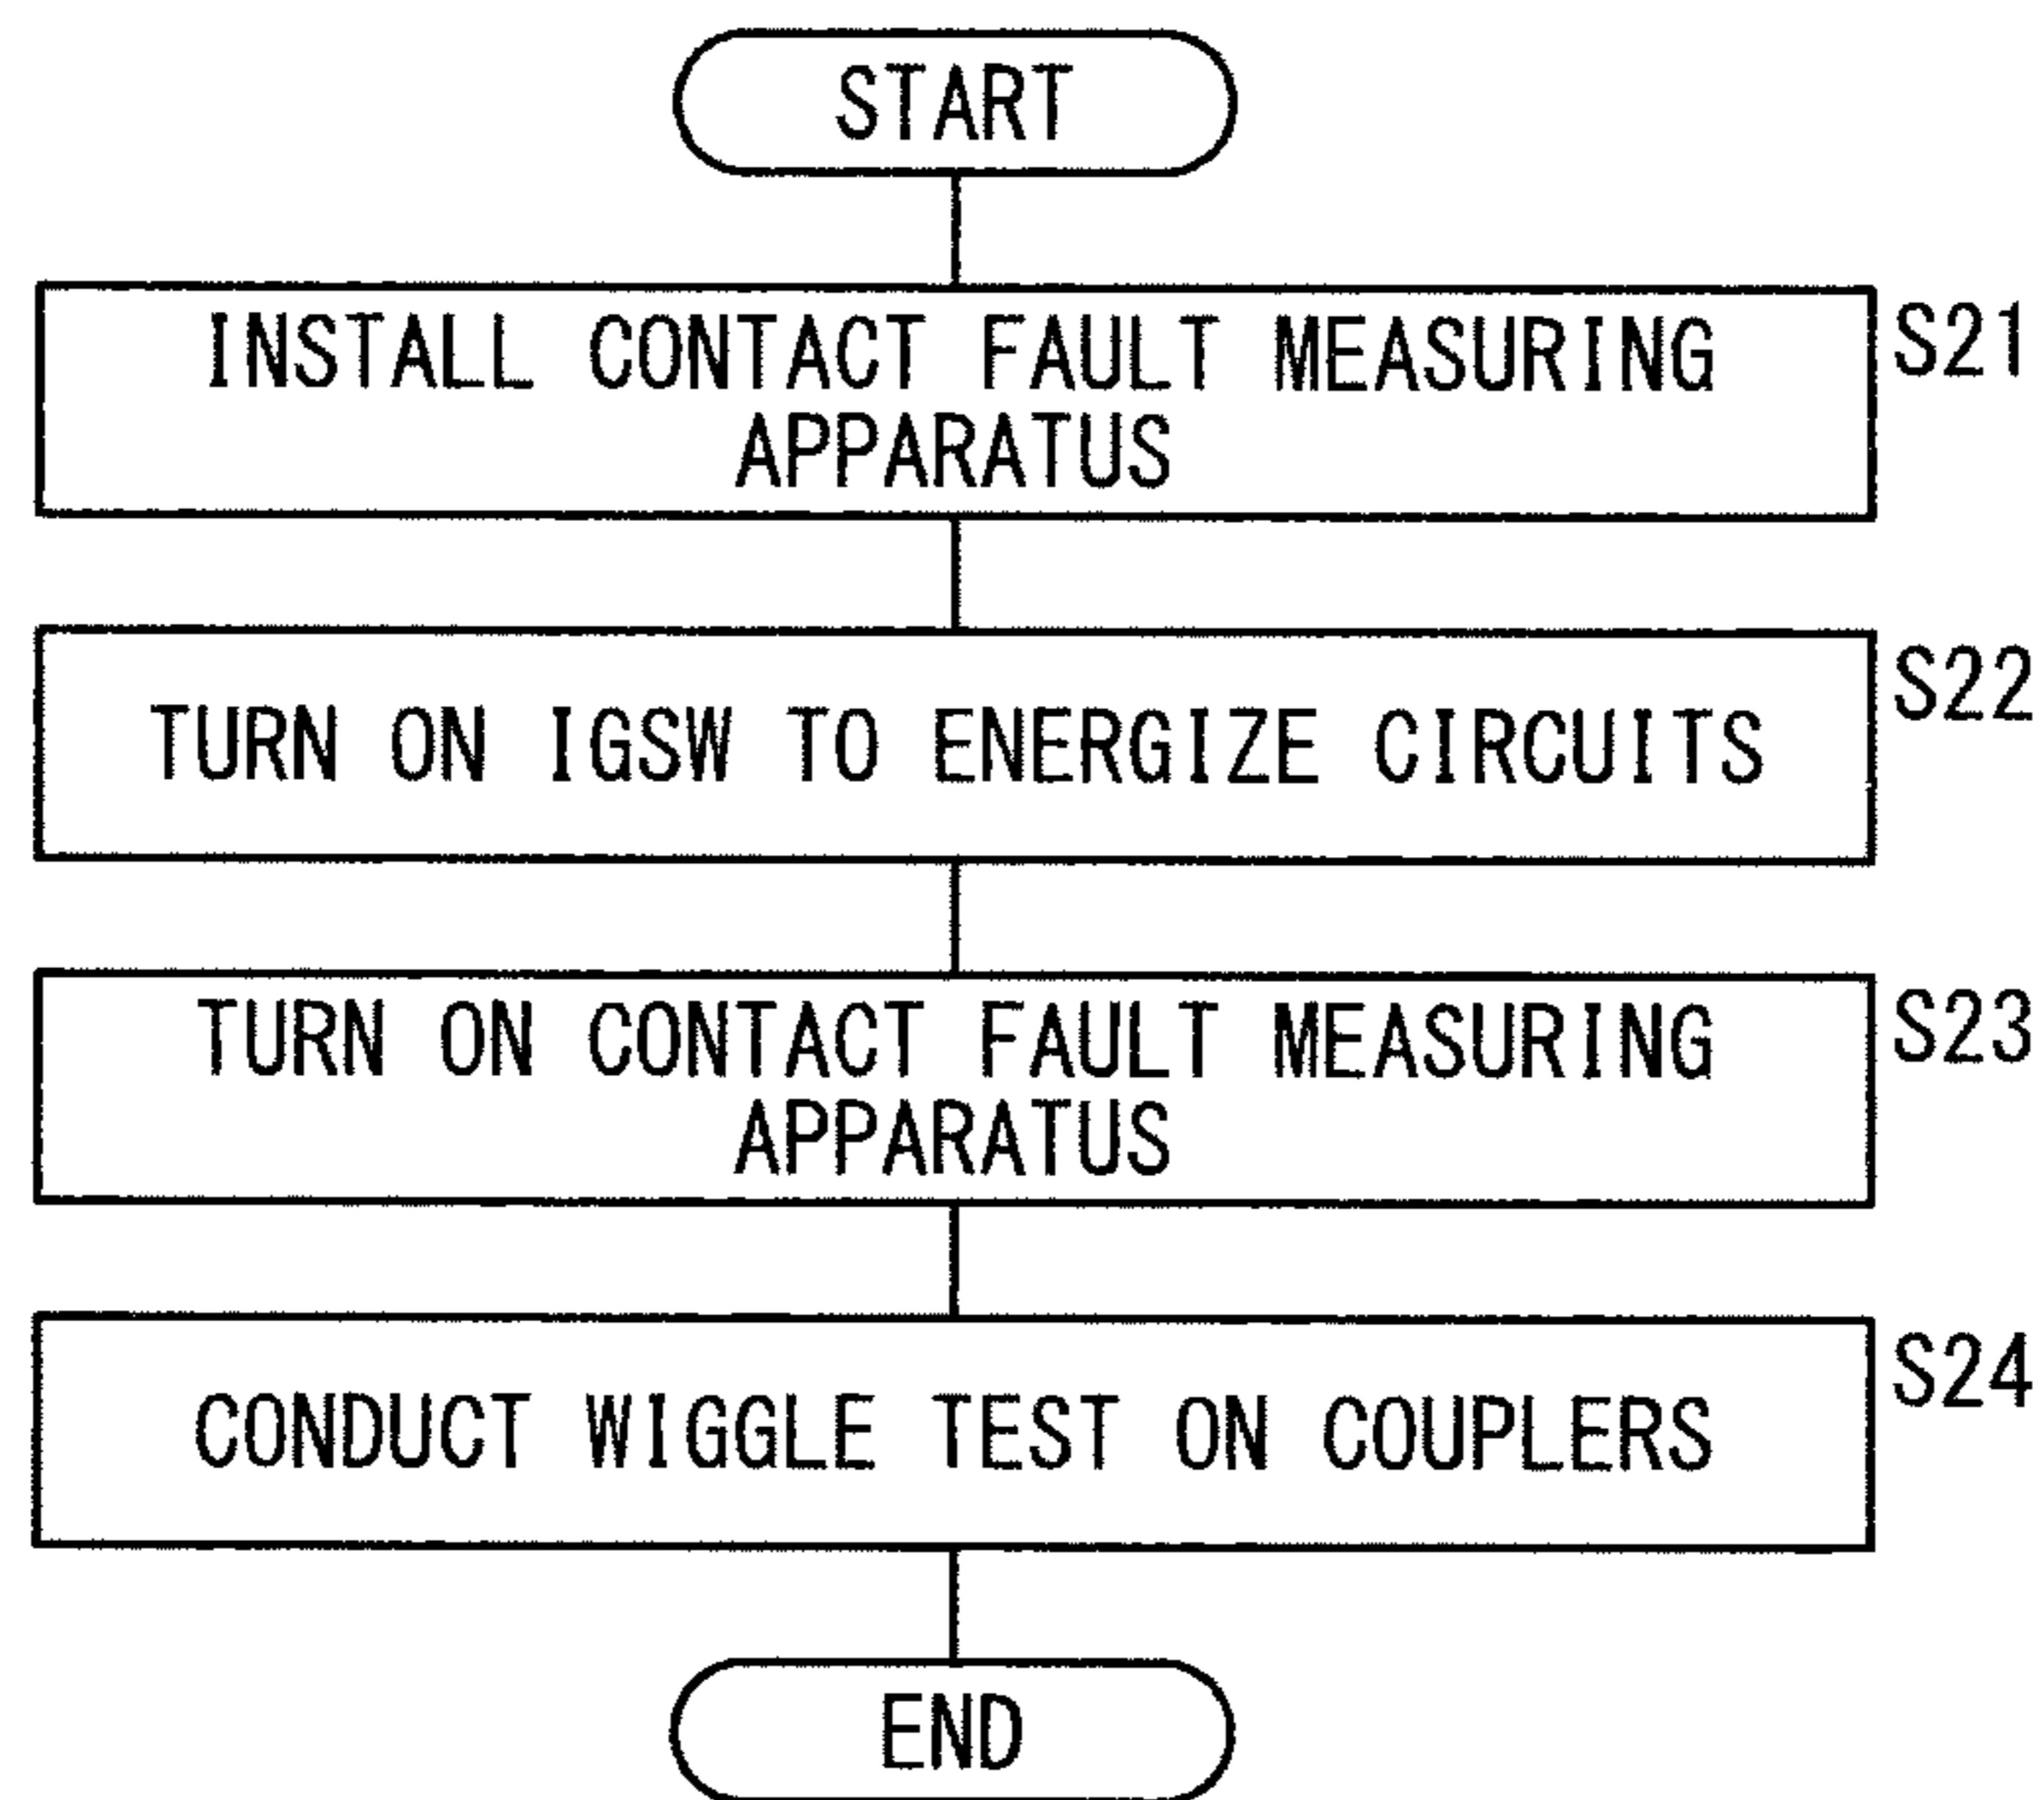 START
INSTALL CONTACT FAULT MEASURING
APPARATUS
S21
TURN ON IGSW TO ENERGIZE CIRCUITS
S22
TURN ON CONTACT FAULT MEASURING
APPARATUS
S23
CONDUCT WIGGLE TEST ON COUPLERS
S24
END